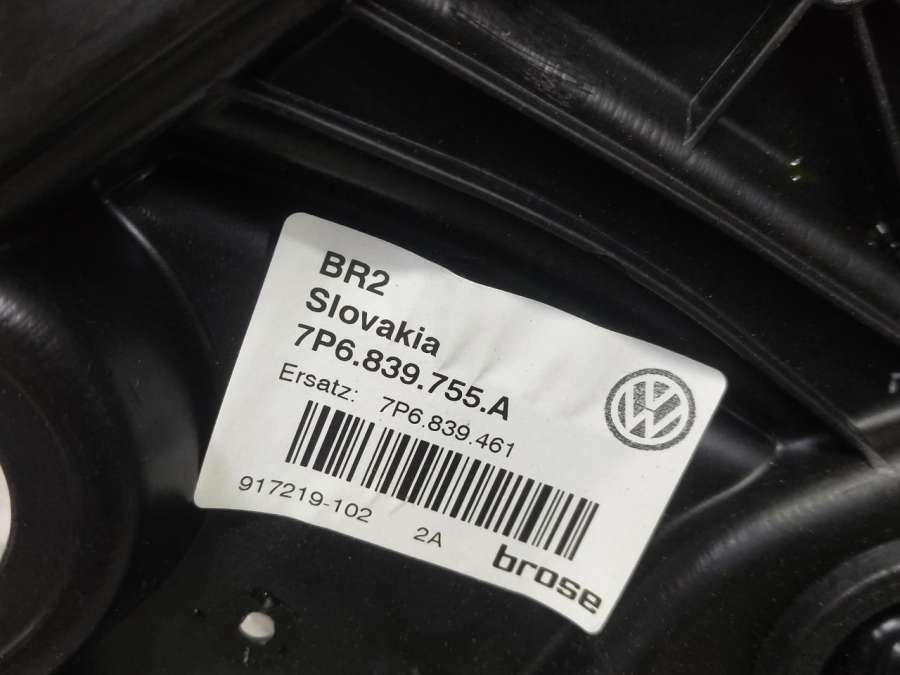 BR2
Slovakia
7P6.839.755.A
Ersatz: 7P6.839.461
917219-102 2A
brose